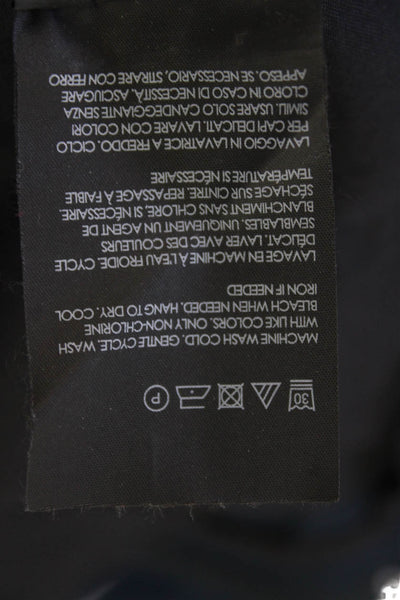 30 P
MACHINE WASH COLD. GENTLE CYCLE. WASH
WITH LIKE COLORS. ONLY NON-CHLORINE
BLEACH WHEN NEEDED. HANG TO DRY. COOL
IRON IF NEEDED
LAVAGE EN MACHINE À L'EAU FROIDE, CYCLE
DÉLICAT. LAVER AVEC DES COULEURS
SEMBLABLES. UNIQUEMENT UN AGENT DE
BLANCHIMENT SANS CHLORE, SI NÉCESSAIRE
SÉCHAGE SUR CINTRE. REPASSAGE À FAIBLE
TEMPÉRATURE SI NÉCESSAIRE
LAVAGGIO IN LAVATRICE A FREDDO. CICLO
PER CAPI DELICATI. LAVARE CON COLORI
SIMILI. USARE SOLO CANDEGGIANTE SENZA
CLORO IN CASO DI NECESSITÀ. ASCIUGARE
APPESO. SE NECESSARIO, STIRARE CON FERRO